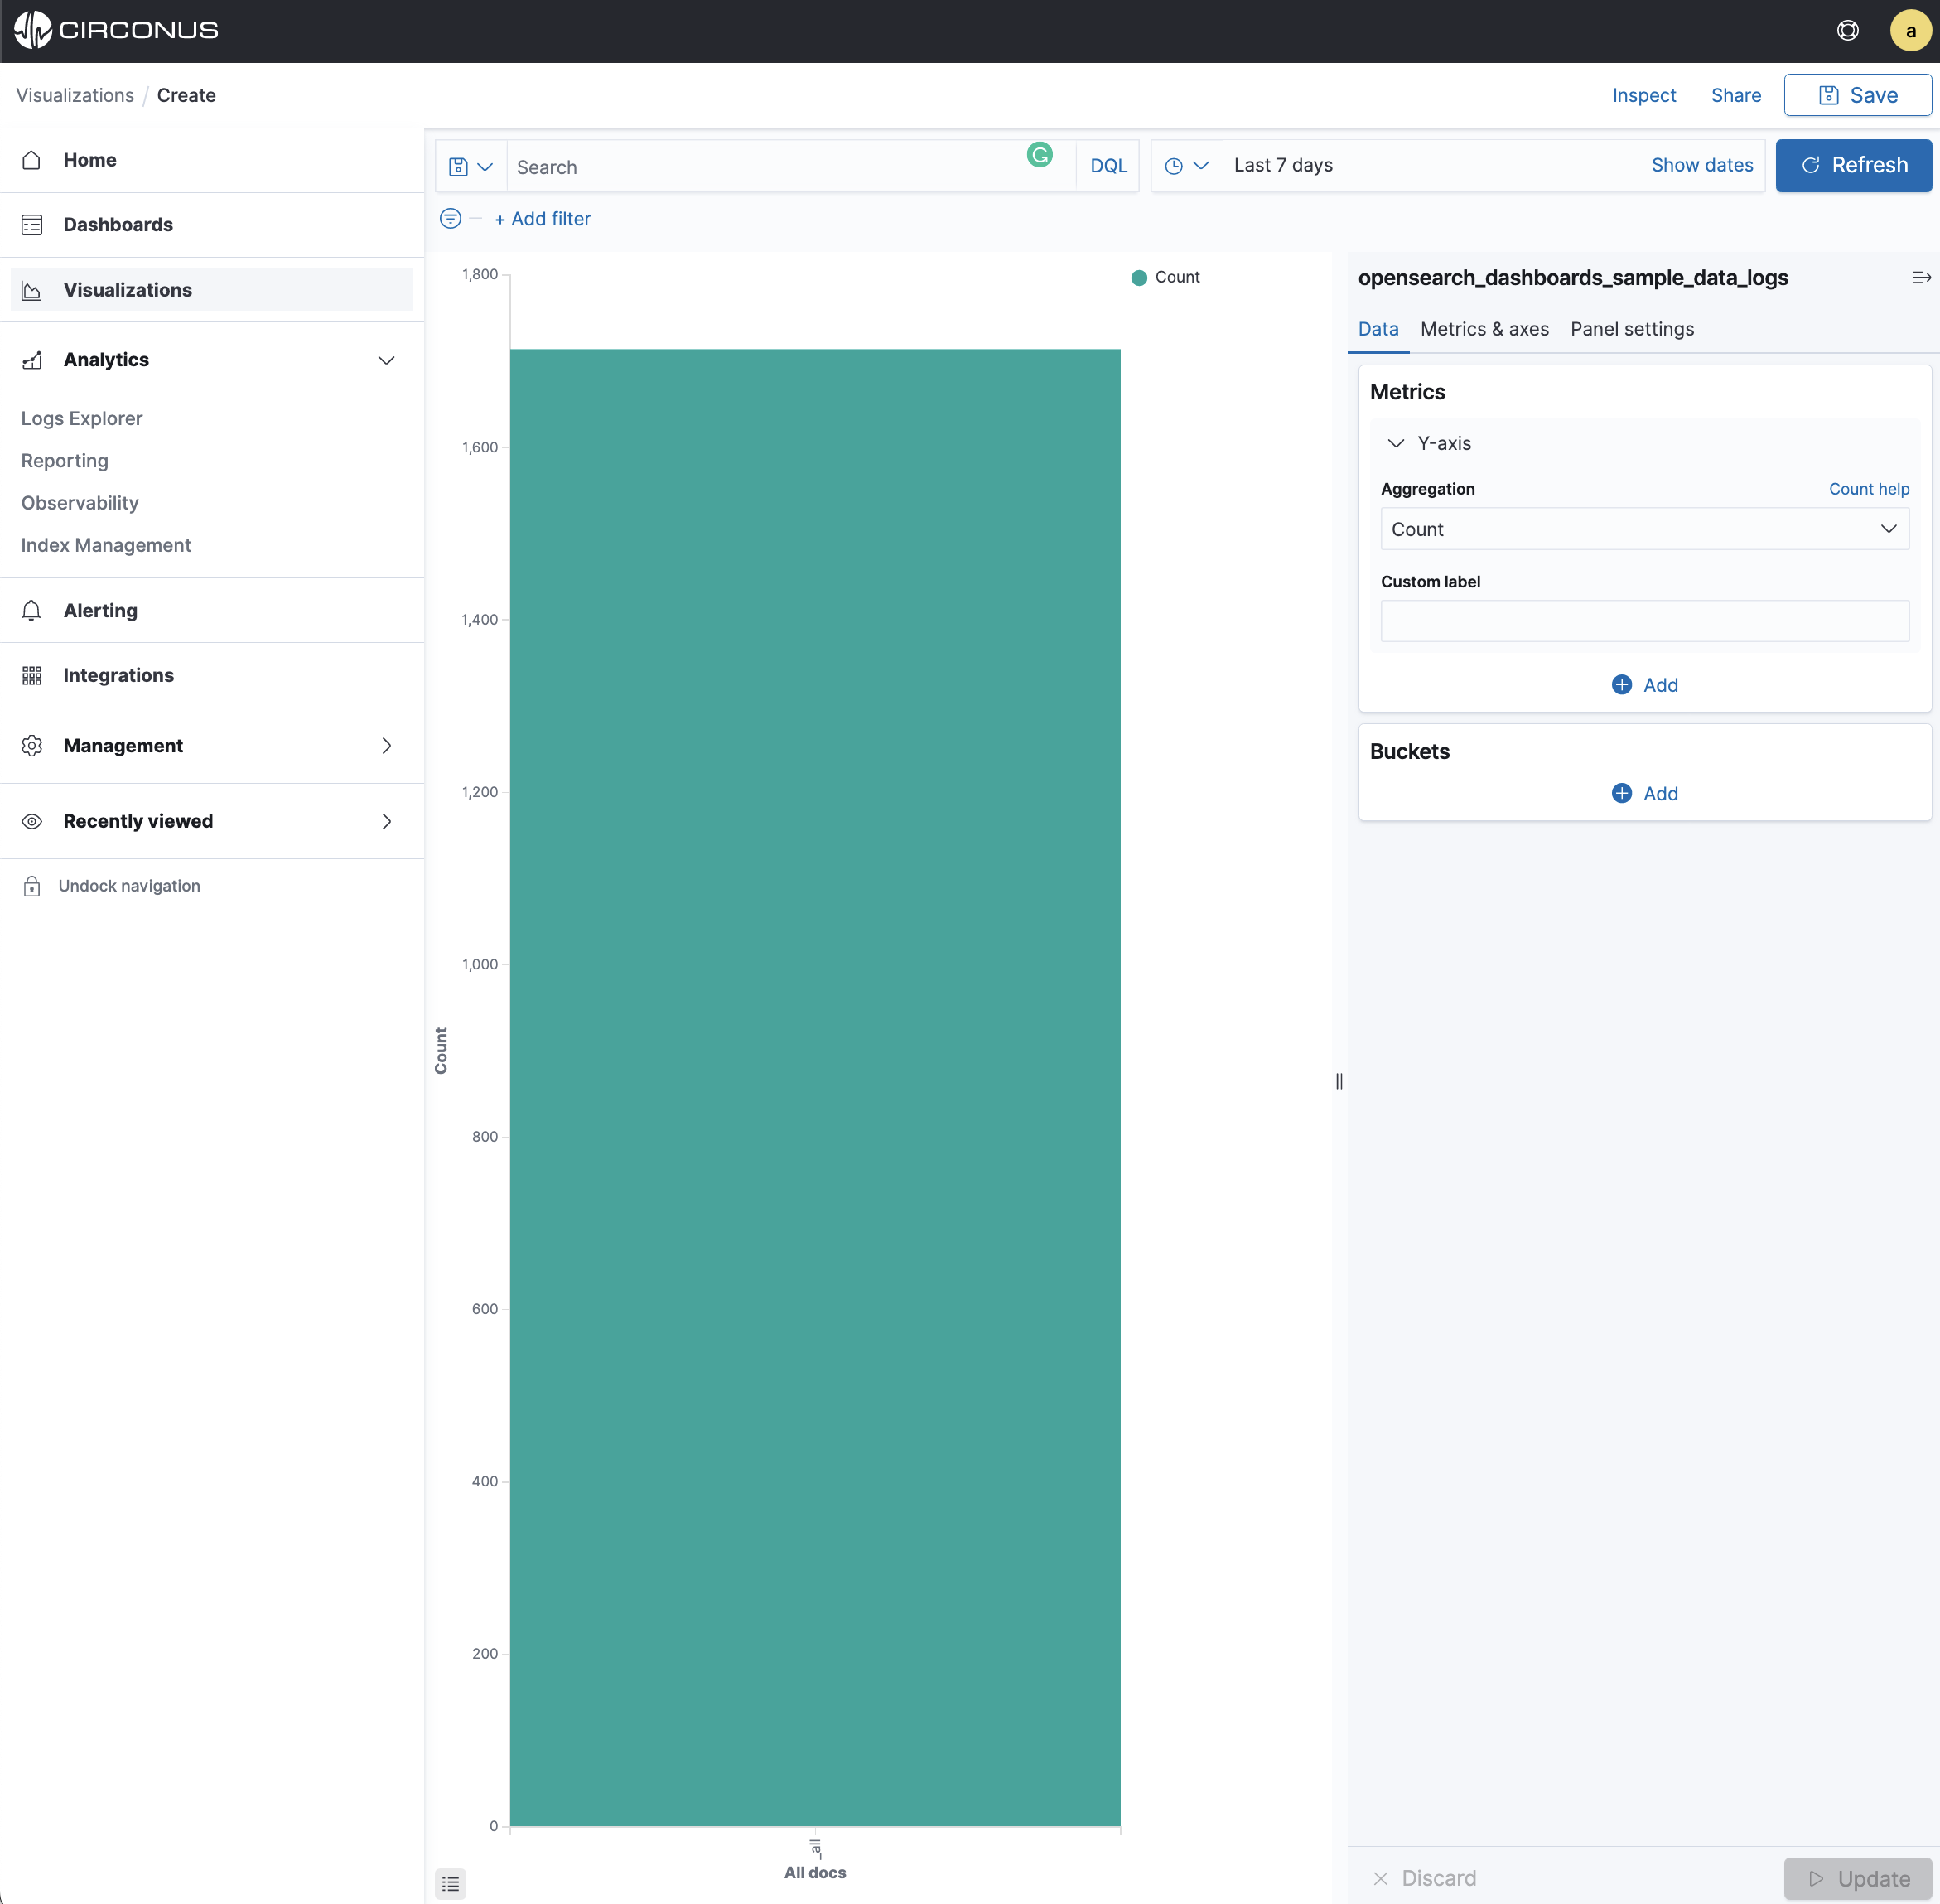 CIRCONUS
a
Visualizations / Create
Inspect
Share
Save
Home
Dashboards
Visualizations
Analytics
Logs Explorer
Reporting
Observability
Index Management
Alerting
Integrations
Management
Recently viewed
Undock navigation
Search
DQL
Last 7 days
Show dates
Refresh
+ Add filter
1,800
1,600
1,400
1,200
1,000
800
600
400
200
0
Count
_all
All docs
Count
opensearch_dashboards_sample_data_logs
Data
Metrics & axes
Panel settings
Metrics
Y-axis
Aggregation
Count help
Count
Custom label
Add
Buckets
Add
Discard
Update